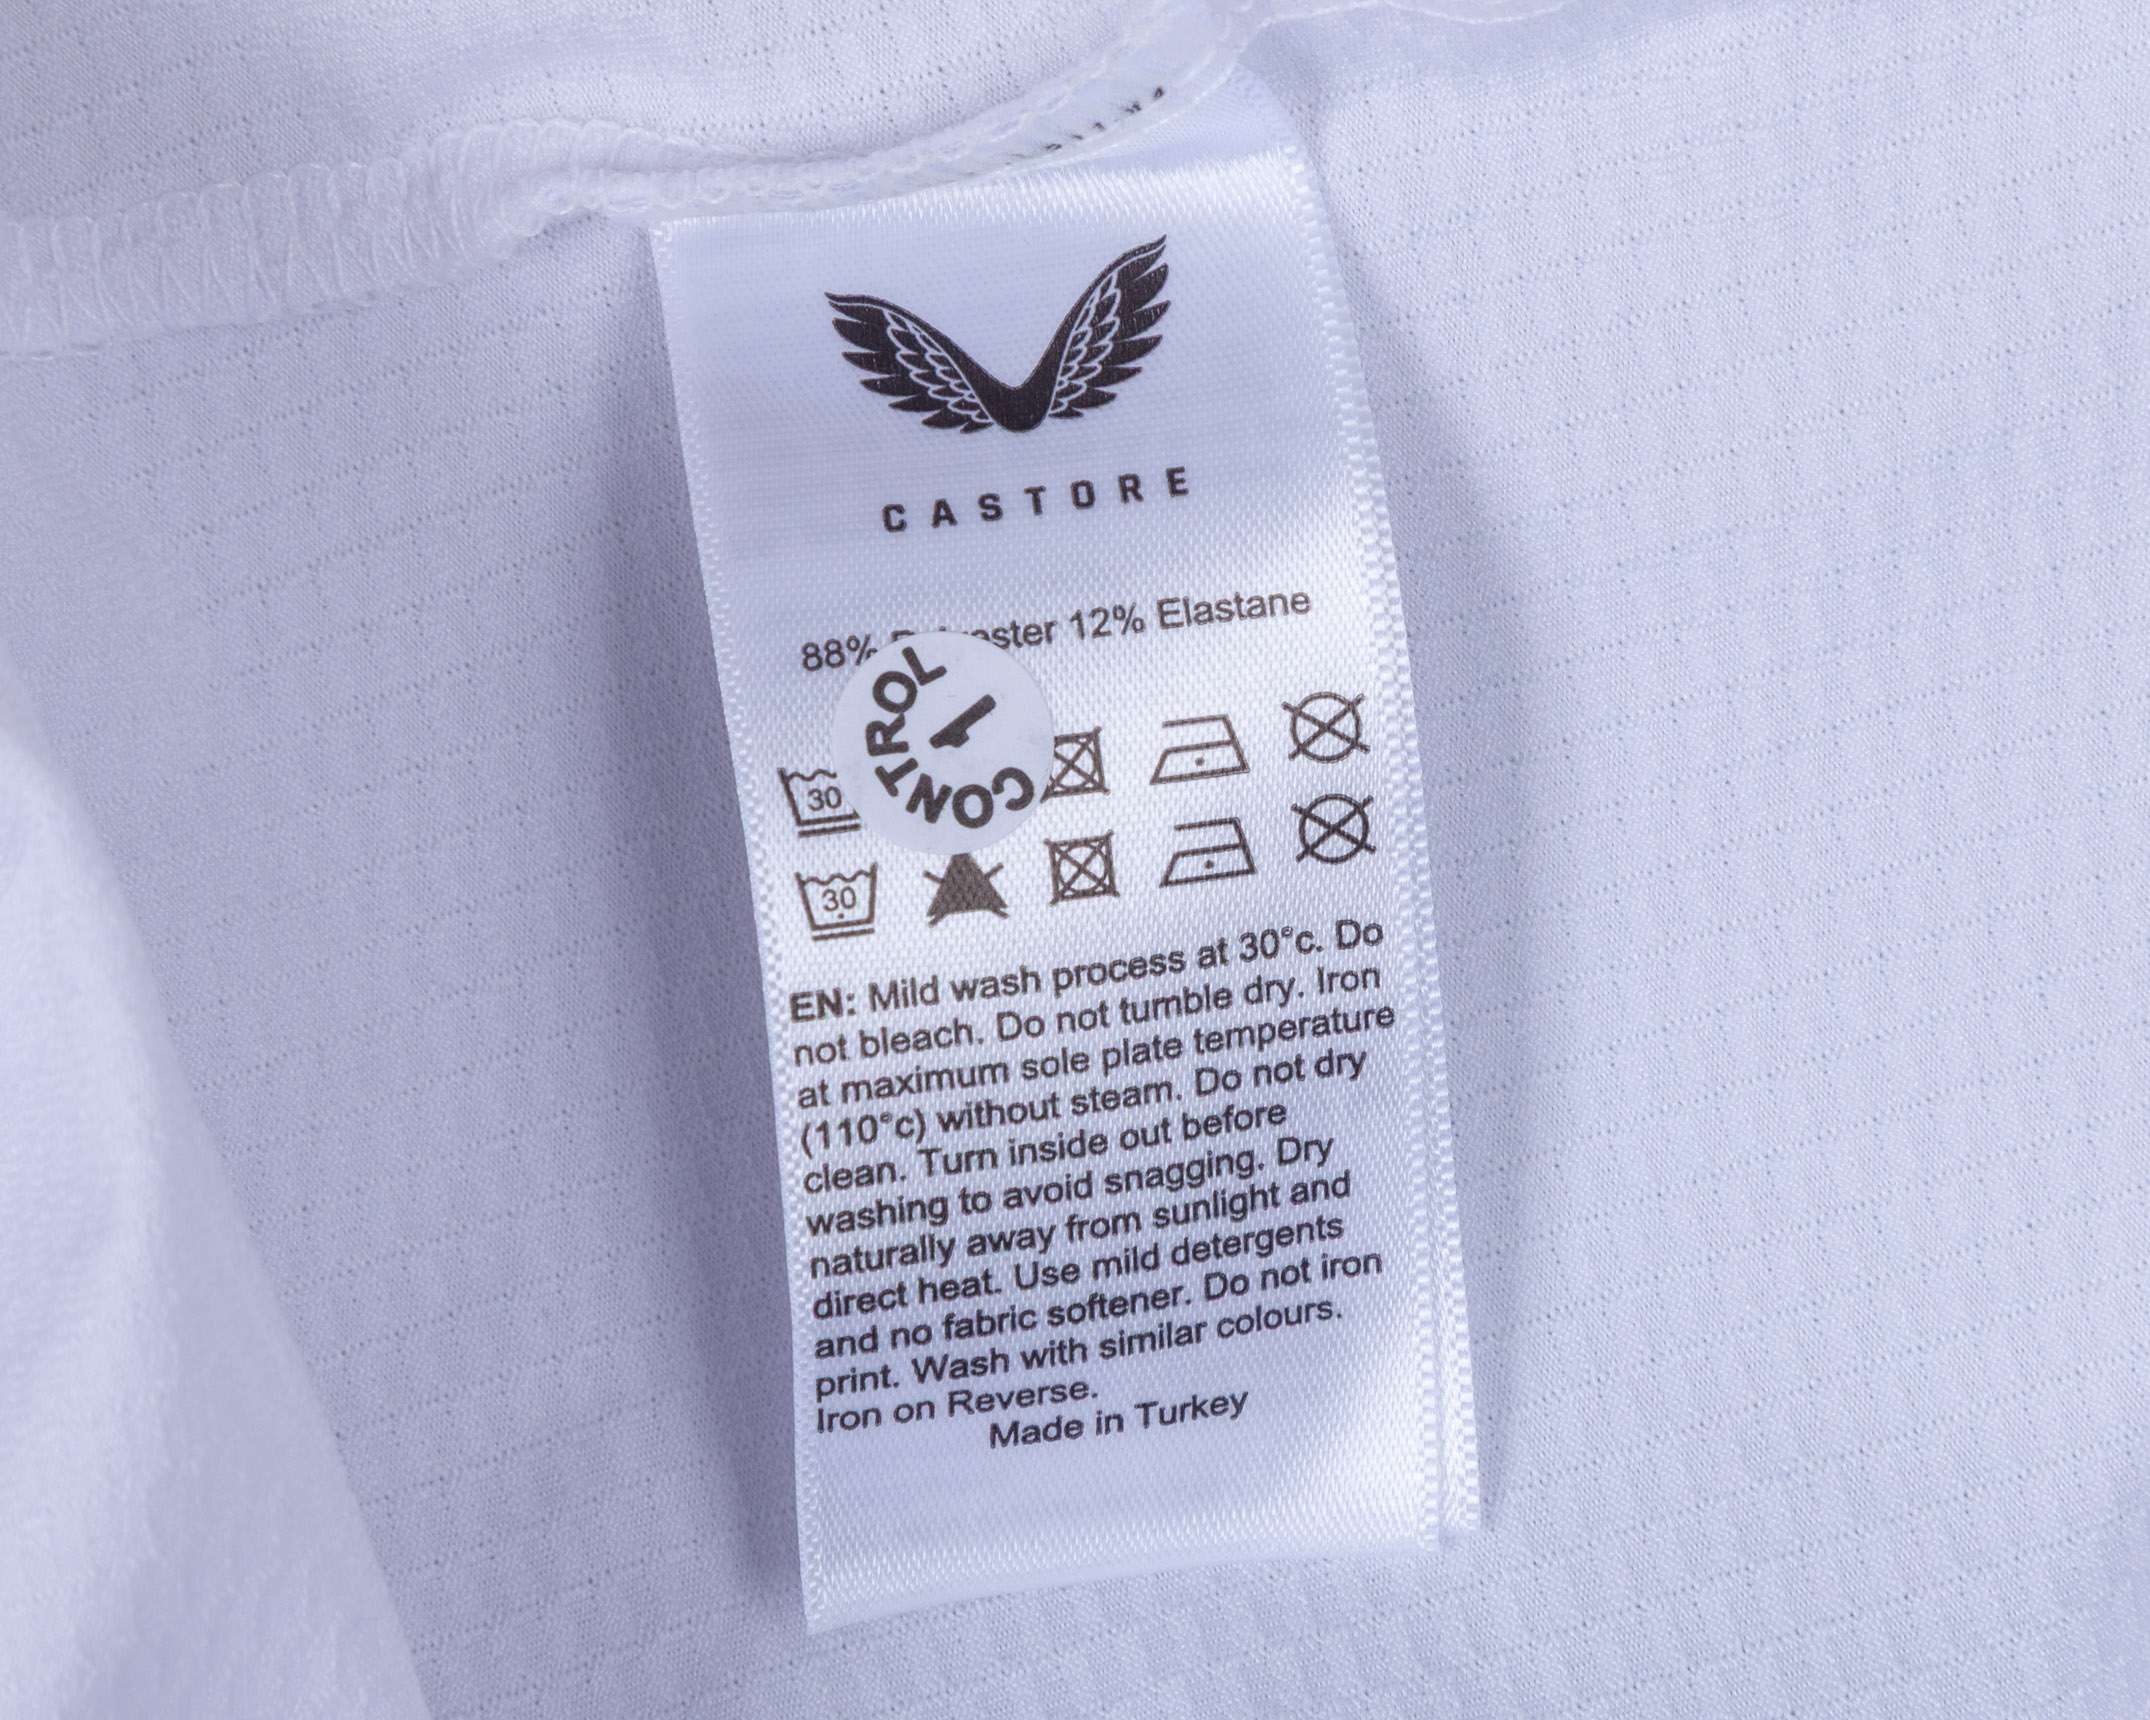 CASTORE
88% ester 12% Elastane
CONTROL
1
30
30
EN: Mild wash process at 30°c. Do
not bleach. Do not tumble dry. Iron
at maximum sole plate temperature
(110°c) without steam. Do not dry
clean. Turn inside out before
washing to avoid snagging. Dry
naturally away from sunlight and
direct heat. Use mild detergents
and no fabric softener. Do not iron
print. Wash with similar colours.
Iron on Reverse.
Made in Turkey